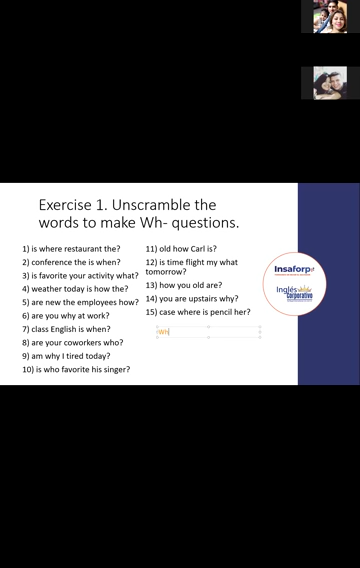 Exercise 1. Unscramble the
words to make Wh- questions.
1) is where restaurant the?
2) conference the is when?
3) is favorite your activity what?
4) weather today is how the?
5) are new the employees how?
6) are you why at work?
7) class English is when?
8) are your coworkers who?
9) am why I tired today?
10) is who favorite his singer?
11) old how Carl is?
12) is time flight my what
tomorrow?
13) how you old are?
14) you are upstairs why?
15) case where is pencil her?
Wh
Insaforp
Inglés
Corporativo